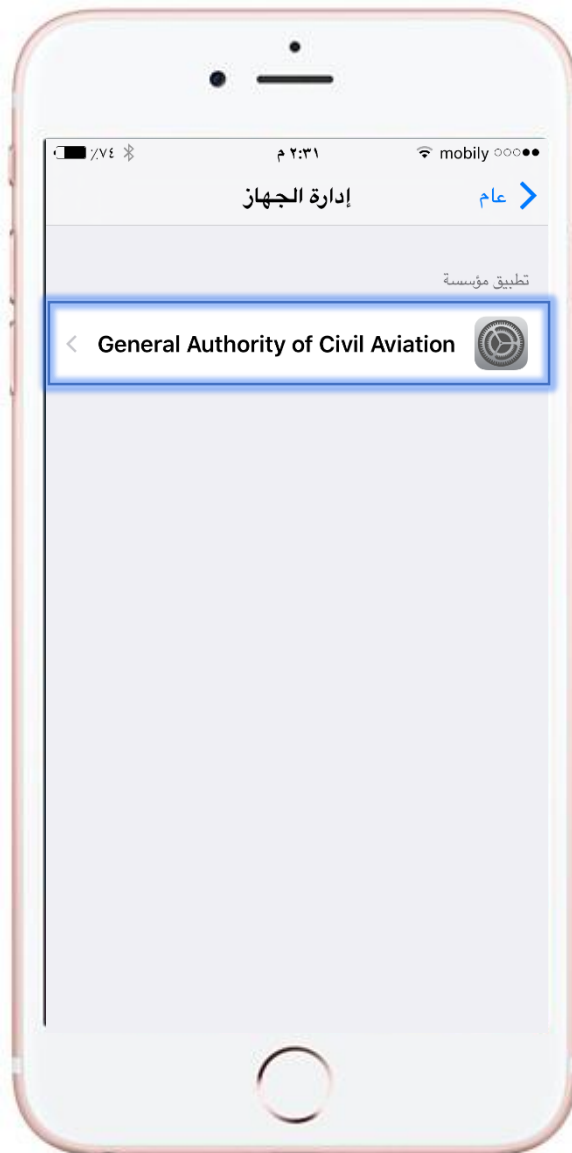 mobily ٢:٣١ م ٪٧٤
عام إدارة الجهاز
تطبيق مؤسسة
General Authority of Civil Aviation